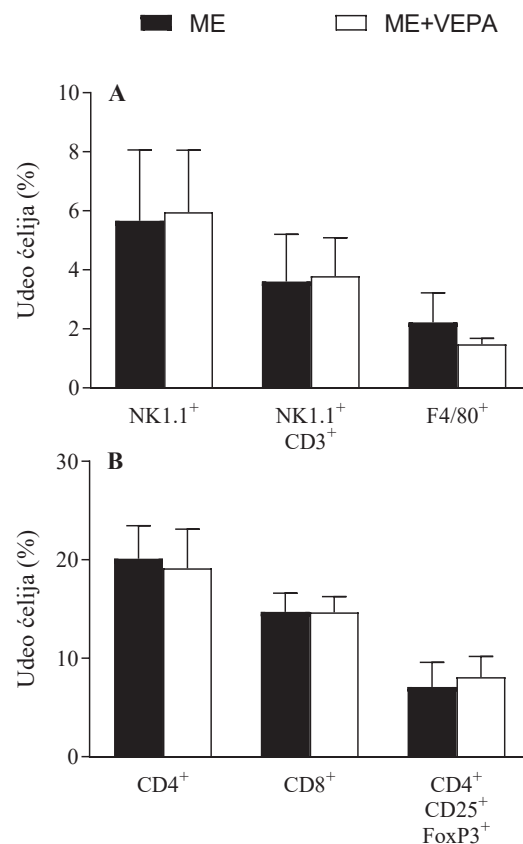 ME ME+VEPA
A
Udeo ćelija (%)
10
8
6
4
2
0
NK1.1⁺ NK1.1⁺ F4/80⁺
CD3⁺
B
Udeo ćelija (%)
30
20
10
0
CD4⁺ CD8⁺ CD4⁺
CD25⁺
FoxP3⁺